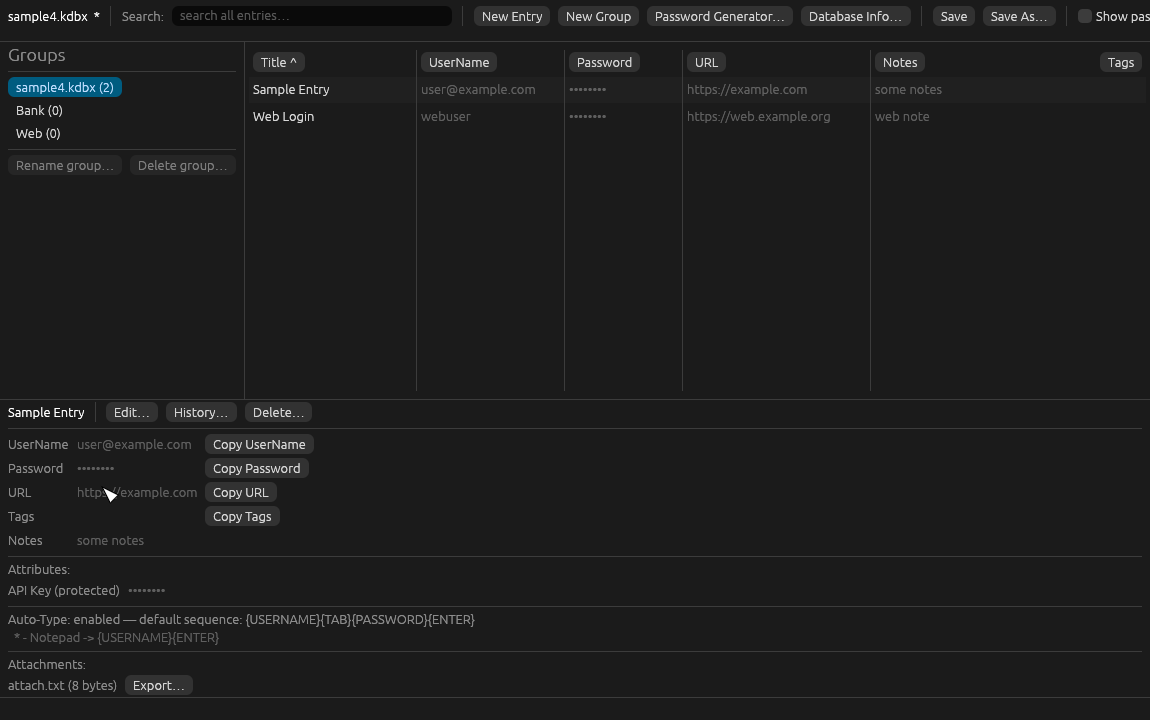 sample4.kdbx * Search: search all entries… New Entry New Group Password Generator… Database Info… Save Save As… Show pas
Groups
sample4.kdbx (2)
Bank (0)
Web (0)
Rename group… Delete group…
Title ^ UserName Password URL Notes Tags
Sample Entry user@example.com •••••••• https://example.com some notes
Web Login webuser •••••••• https://web.example.org web note
Sample Entry Edit… History… Delete…
UserName user@example.com Copy UserName
Password •••••••• Copy Password
URL https://example.com Copy URL
Tags Copy Tags
Notes some notes
Attributes:
API Key (protected) ••••••••
Auto-Type: enabled — default sequence: {USERNAME}{TAB}{PASSWORD}{ENTER}
* - Notepad -> {USERNAME}{ENTER}
Attachments:
attach.txt (8 bytes) Export…